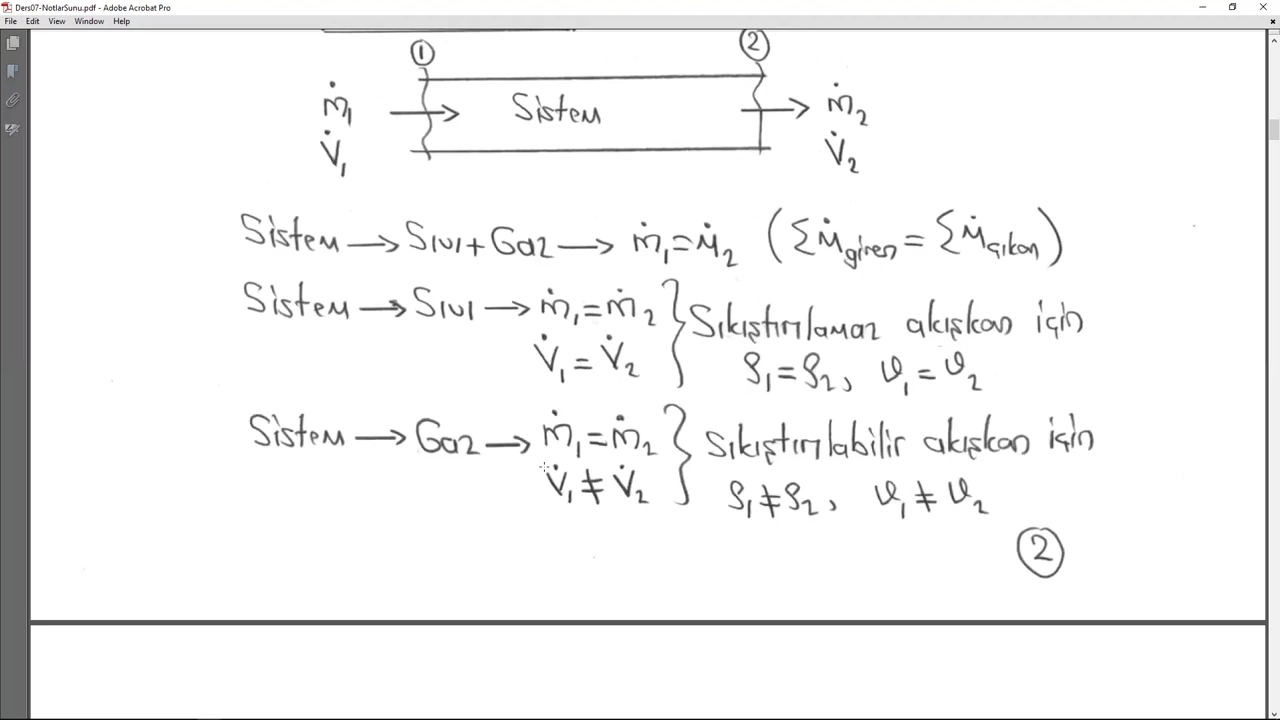 Ders07-NotlarSunu.pdf - Adobe Acrobat Pro
File Edit View Window Help
① ②
ṁ₁ Sistem ṁ₂
V̇₁ V̇₂
Sistem → Sıvı+Gaz → ṁ₁=ṁ₂ (∑ṁgiren = ∑ṁçıkan)
Sistem → Sıvı → ṁ₁=ṁ₂ } Sıkıştırılamaz akışkan için
V̇₁ = V̇₂ ρ₁=ρ₂, υ₁=υ₂
Sistem → Gaz → ṁ₁=ṁ₂ } Sıkıştırılabilir akışkan için
V̇₁ ≠ V̇₂ ρ₁≠ρ₂, υ₁≠υ₂
②